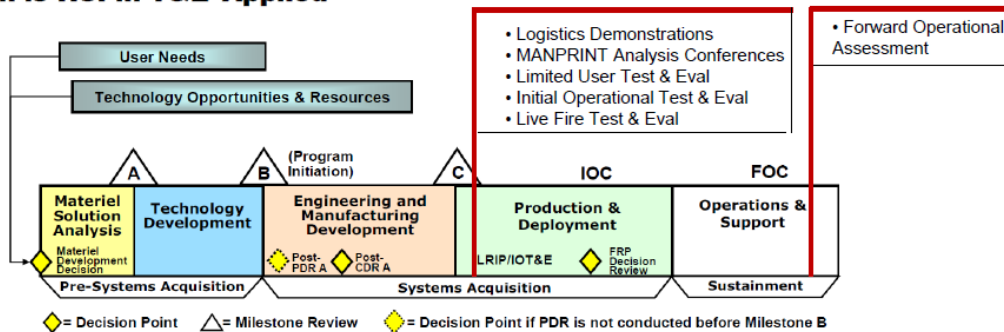 • Logistics Demonstrations
• MANPRINT Analysis Conferences
• Limited User Test & Eval
• Initial Operational Test & Eval
• Live Fire Test & Eval
• Forward Operational
Assessment
User Needs
Technology Opportunities & Resources
A
B
(Program
Initiation)
C
IOC
FOC
Materiel
Solution
Analysis
Technology
Development
Engineering and
Manufacturing
Development
Production &
Deployment
Operations &
Support
Materiel
Development
Decision
Post-
PDR A
Post-
CDR A
LRIP/IOT&E
FRP
Decision
Review
Pre-Systems Acquisition
Systems Acquisition
Sustainment
= Decision Point
= Milestone Review
= Decision Point if PDR is not conducted before Milestone B